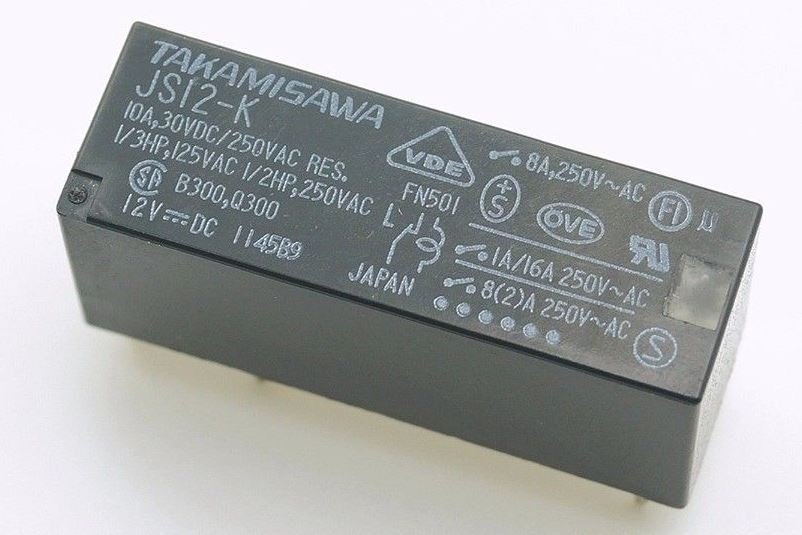 TAKAMISAWA
JS12-K
10A,30VDC/250VAC RES.
1/3HP,125VAC 1/2HP,250VAC
SA B300,Q300
12V⎓DC 1145B9
VDE
FN501
L
JAPAN
8A,250V~AC
+S ÖVE FI
1A/16A 250V~AC
8(2)A 250V~AC
S